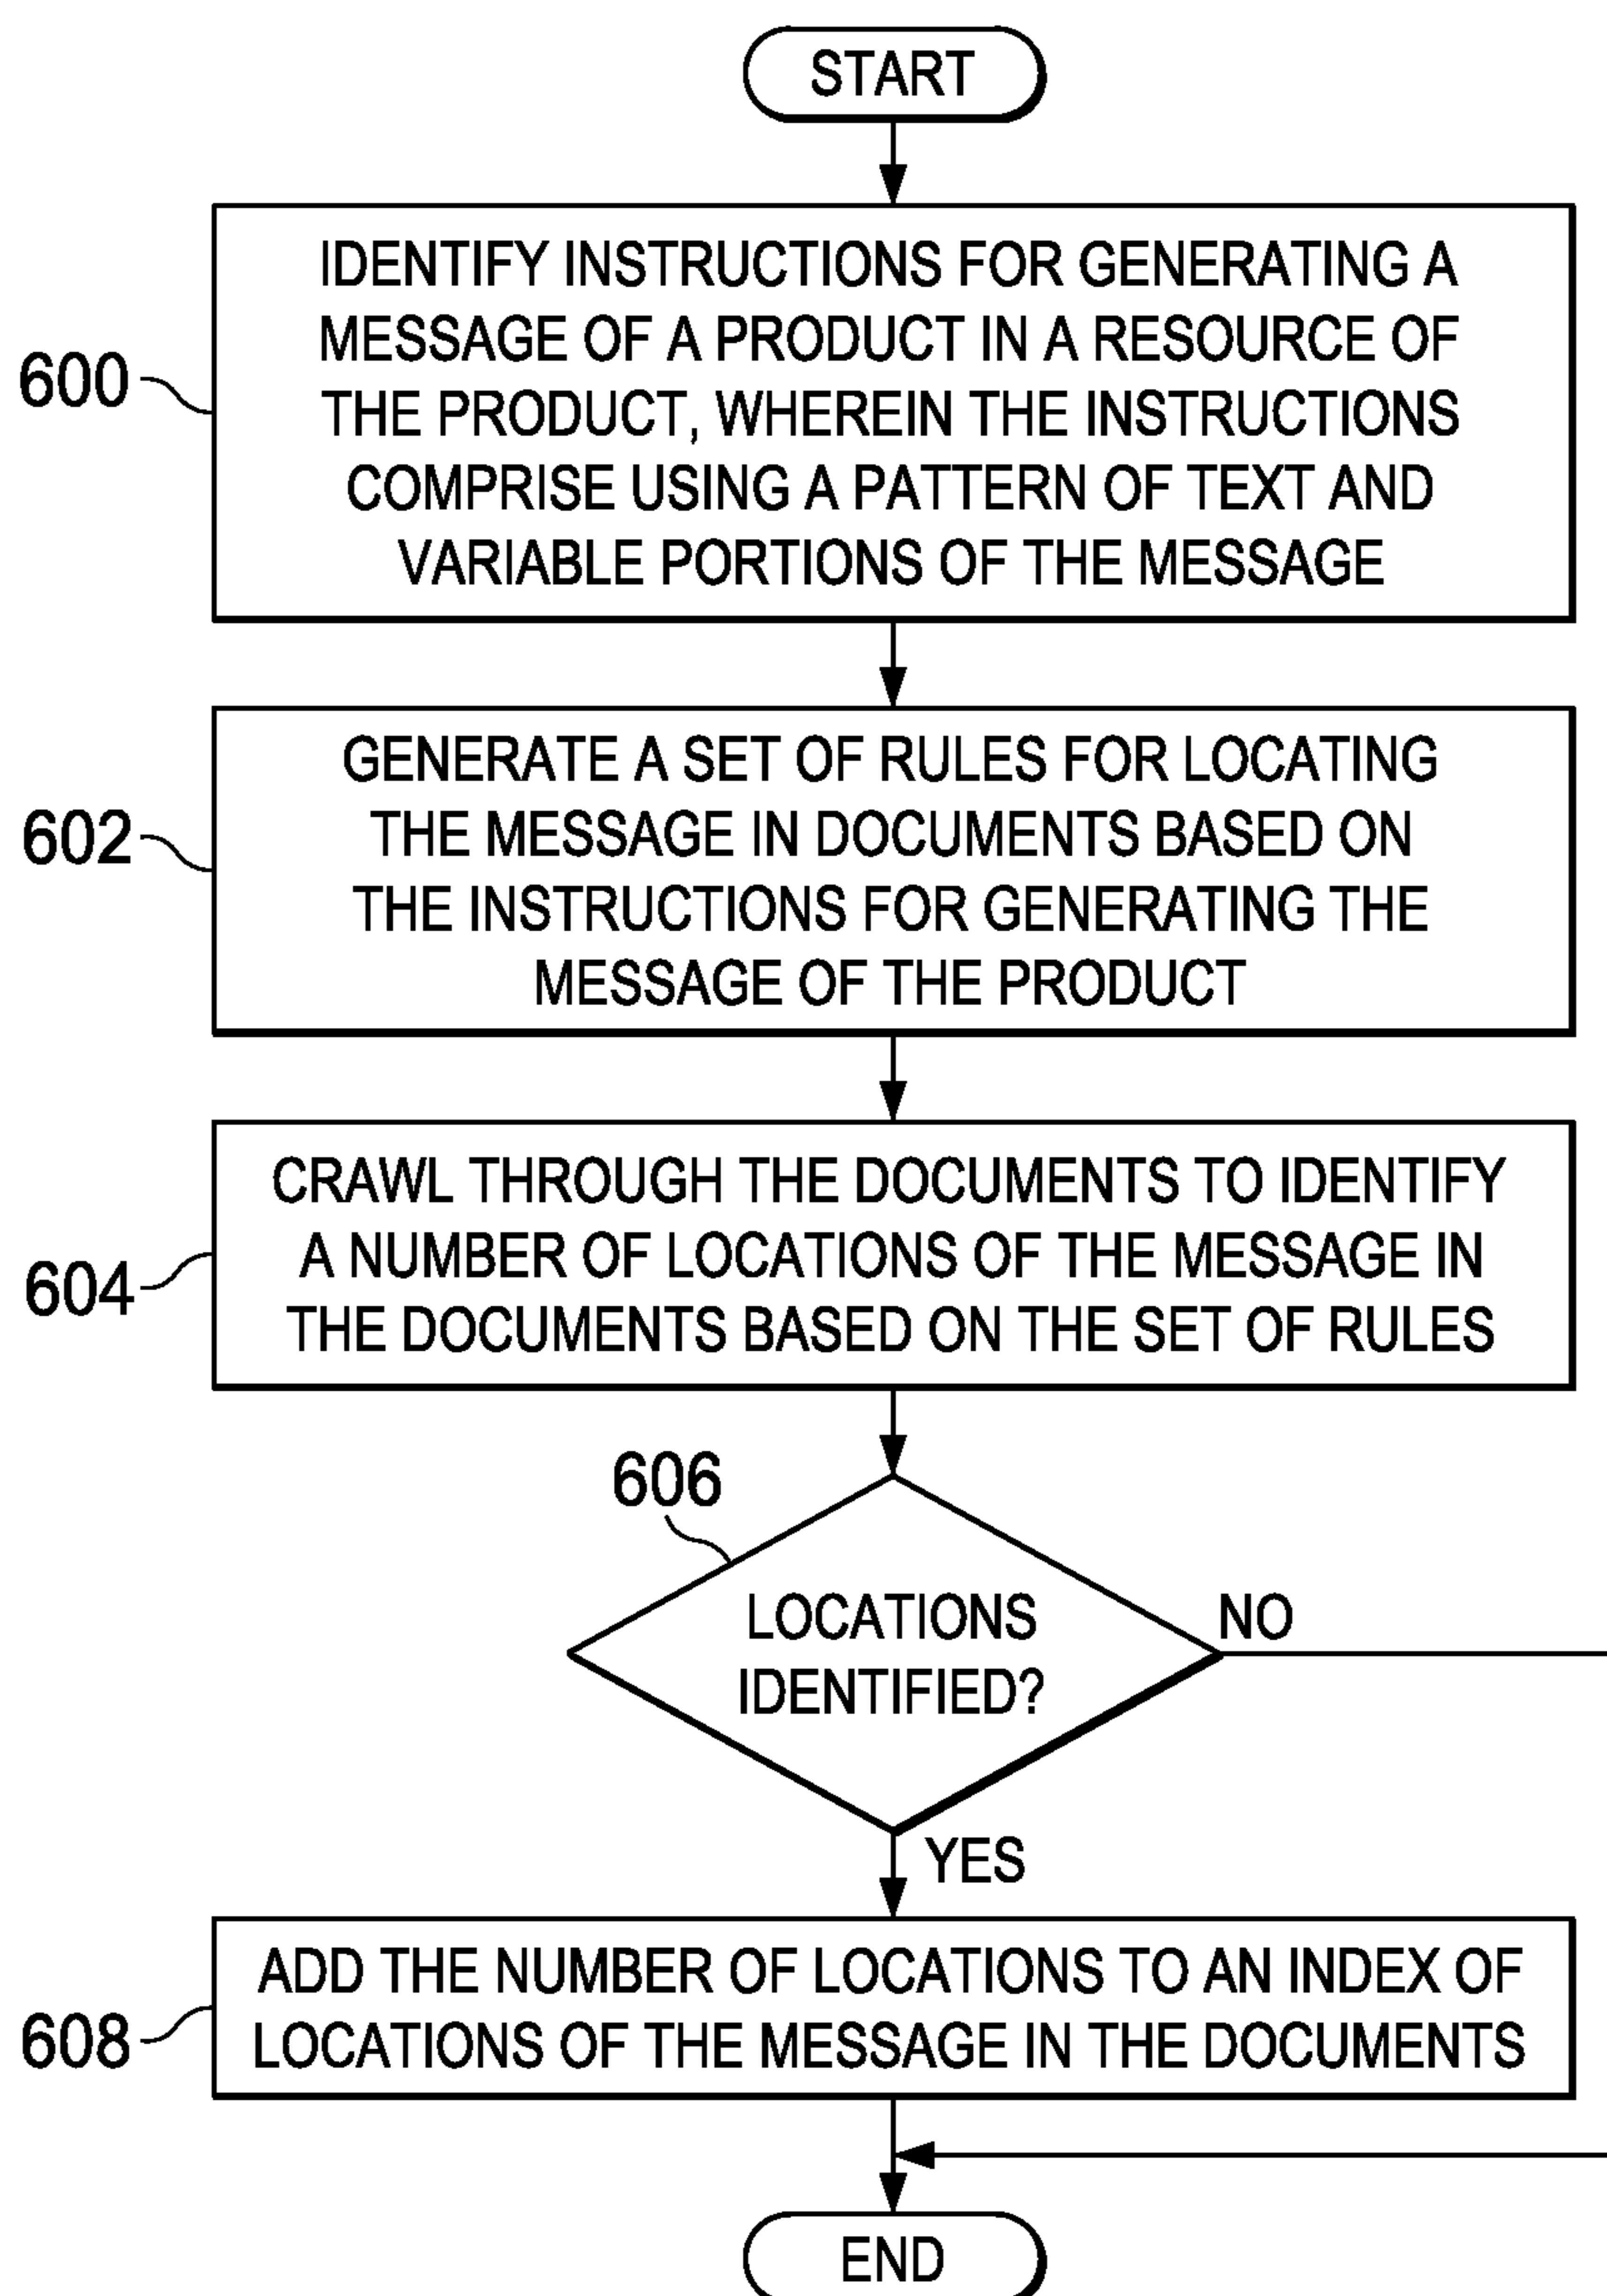 START
600
IDENTIFY INSTRUCTIONS FOR GENERATING A
MESSAGE OF A PRODUCT IN A RESOURCE OF
THE PRODUCT, WHEREIN THE INSTRUCTIONS
COMPRISE USING A PATTERN OF TEXT AND
VARIABLE PORTIONS OF THE MESSAGE
602
GENERATE A SET OF RULES FOR LOCATING
THE MESSAGE IN DOCUMENTS BASED ON
THE INSTRUCTIONS FOR GENERATING THE
MESSAGE OF THE PRODUCT
604
CRAWL THROUGH THE DOCUMENTS TO IDENTIFY
A NUMBER OF LOCATIONS OF THE MESSAGE IN
THE DOCUMENTS BASED ON THE SET OF RULES
606
LOCATIONS
IDENTIFIED?
NO
YES
608
ADD THE NUMBER OF LOCATIONS TO AN INDEX OF
LOCATIONS OF THE MESSAGE IN THE DOCUMENTS
END